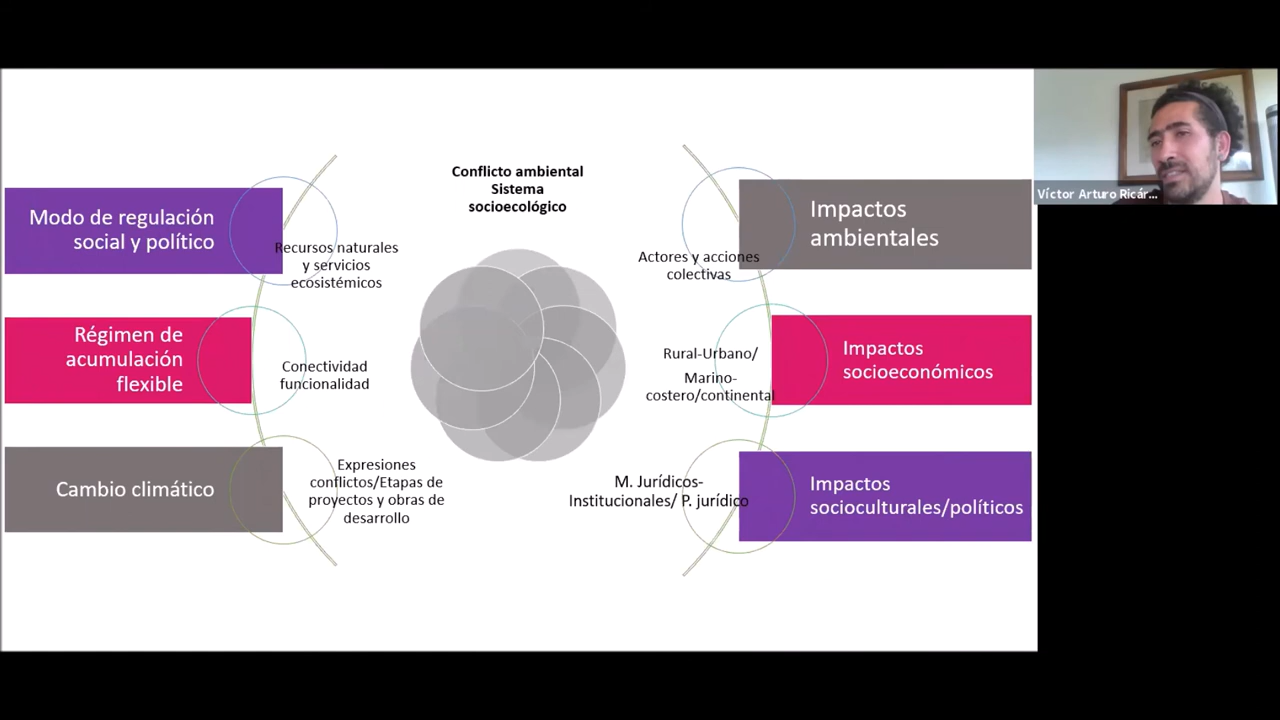 Conflicto ambiental
Sistema
socioecológico
Modo de regulación
social y político
Recursos naturales
y servicios
ecosistémicos
Régimen de
acumulación
flexible
Conectividad
funcionalidad
Cambio climático
Expresiones
conflictos/Etapas de
proyectos y obras de
desarrollo
Impactos
ambientales
Actores y acciones
colectivas
Impactos
socioeconómicos
Rural-Urbano/
Marino-
costero/continental
Impactos
socioculturales/políticos
M. Jurídicos-
Institucionales/ P. jurídico
Víctor Arturo Ricár...